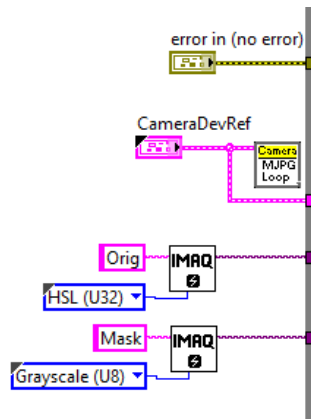 error in (no error)
CameraDevRef
Camera
MJPG
Loop
Orig
IMAQ
HSL (U32)
Mask
IMAQ
Grayscale (U8)